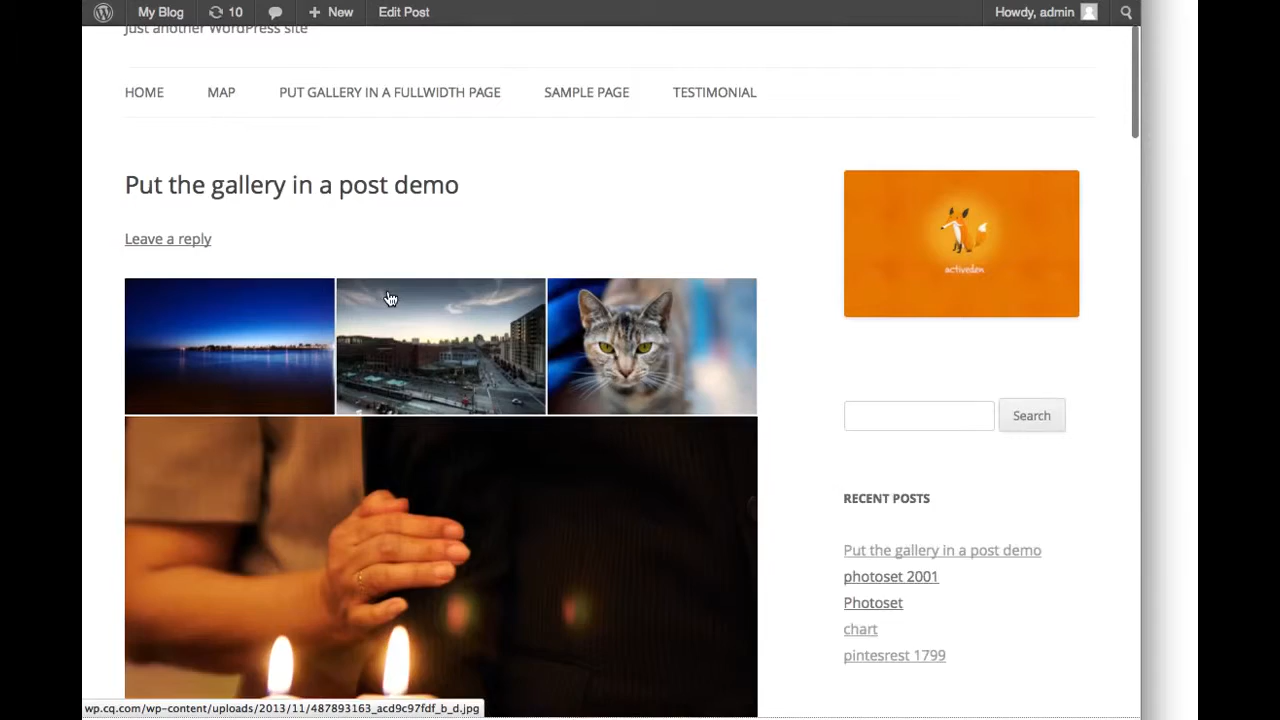 My Blog 10 New Edit Post Howdy, admin
Just another WordPress site
HOME MAP PUT GALLERY IN A FULLWIDTH PAGE SAMPLE PAGE TESTIMONIAL
Put the gallery in a post demo
Leave a reply
activeden
Search
RECENT POSTS
Put the gallery in a post demo
photoset 2001
Photoset
chart
pintesrest 1799
wp.cq.com/wp-content/uploads/2013/11/487893163_acd9c97fdf_b_d.jpg